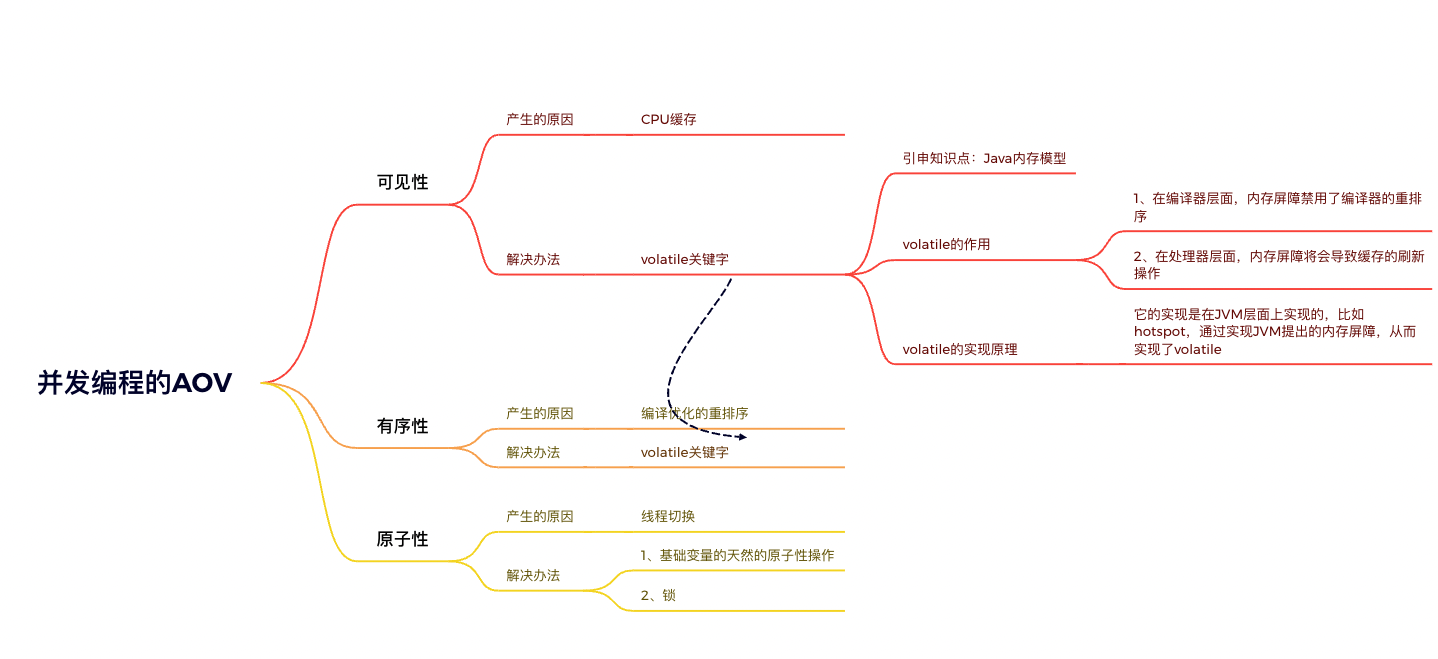 并发编程的AOV
可见性
产生的原因
CPU缓存
解决办法
volatile关键字
引申知识点：Java内存模型
volatile的作用
1、在编译器层面，内存屏障禁用了编译器的重排
序
2、在处理器层面，内存屏障将会导致缓存的刷新
操作
volatile的实现原理
它的实现是在JVM层面上实现的，比如
hotspot，通过实现JVM提出的内存屏障，从而
实现了volatile
有序性
产生的原因
编译优化的重排序
解决办法
volatile关键字
原子性
产生的原因
线程切换
解决办法
1、基础变量的天然的原子性操作
2、锁